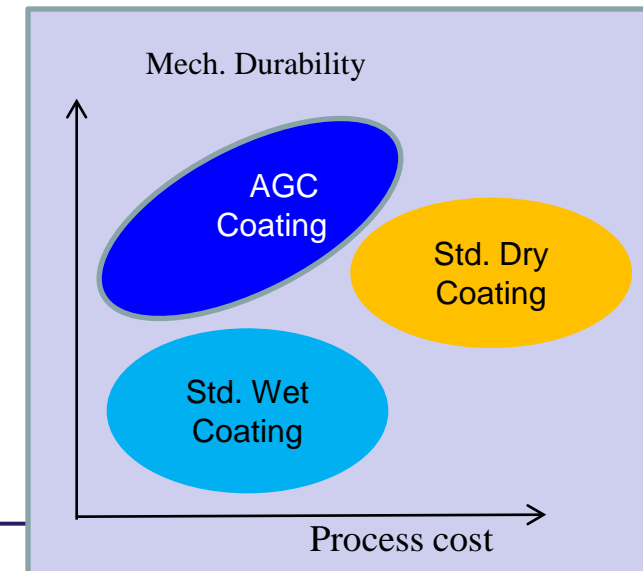 Mech. Durability
AGC
Coating
Std. Dry
Coating
Std. Wet
Coating
Process cost